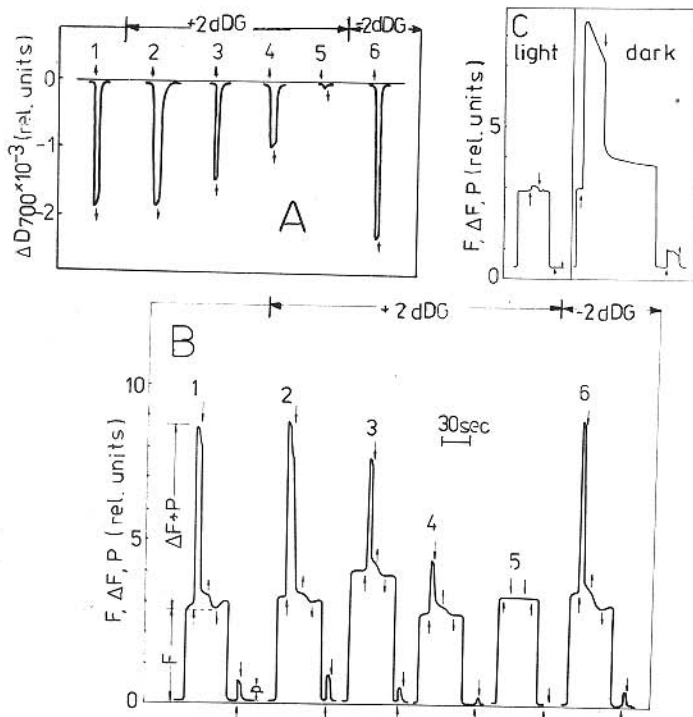 +2dDG
-2dDG
1 2 3 4 5 6
0
-1
-2
ΔD700×10-3 (rel. units)
A
C
light
dark
5
0
F, ΔF, P (rel. units)
+2dDG
-2dDG
B
1 2 3 4 5 6
30sec
10
5
0
F, ΔF, P (rel. units)
ΔF+P
F
P